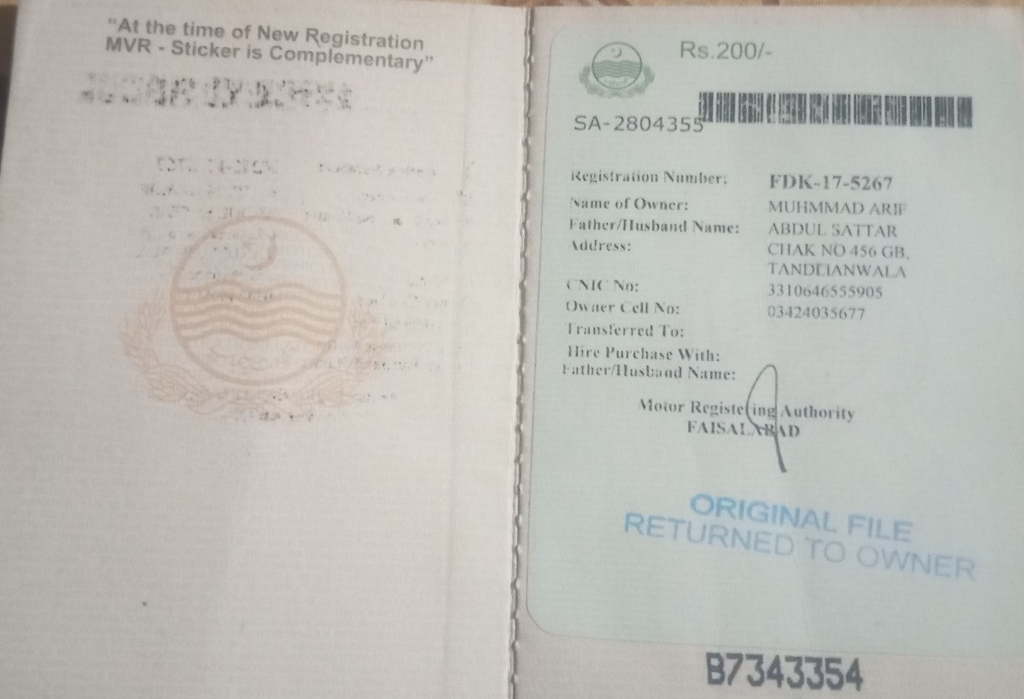 "At the time of New Registration
MVR - Sticker is Complementary"
Rs.200/-
SA-2804355
Registration Number: FDK-17-5267
Name of Owner: MUHMMAD ARIF
Father/Husband Name: ABDUL SATTAR
Address: CHAK NO 456 GB,
TANDLIANWALA
CNIC No: 3310646555905
Owner Cell No: 03424035677
Transferred To:
Hire Purchase With:
Father/Husband Name:
Motor Registering Authority
FAISALABAD
ORIGINAL FILE
RETURNED TO OWNER
B7343354